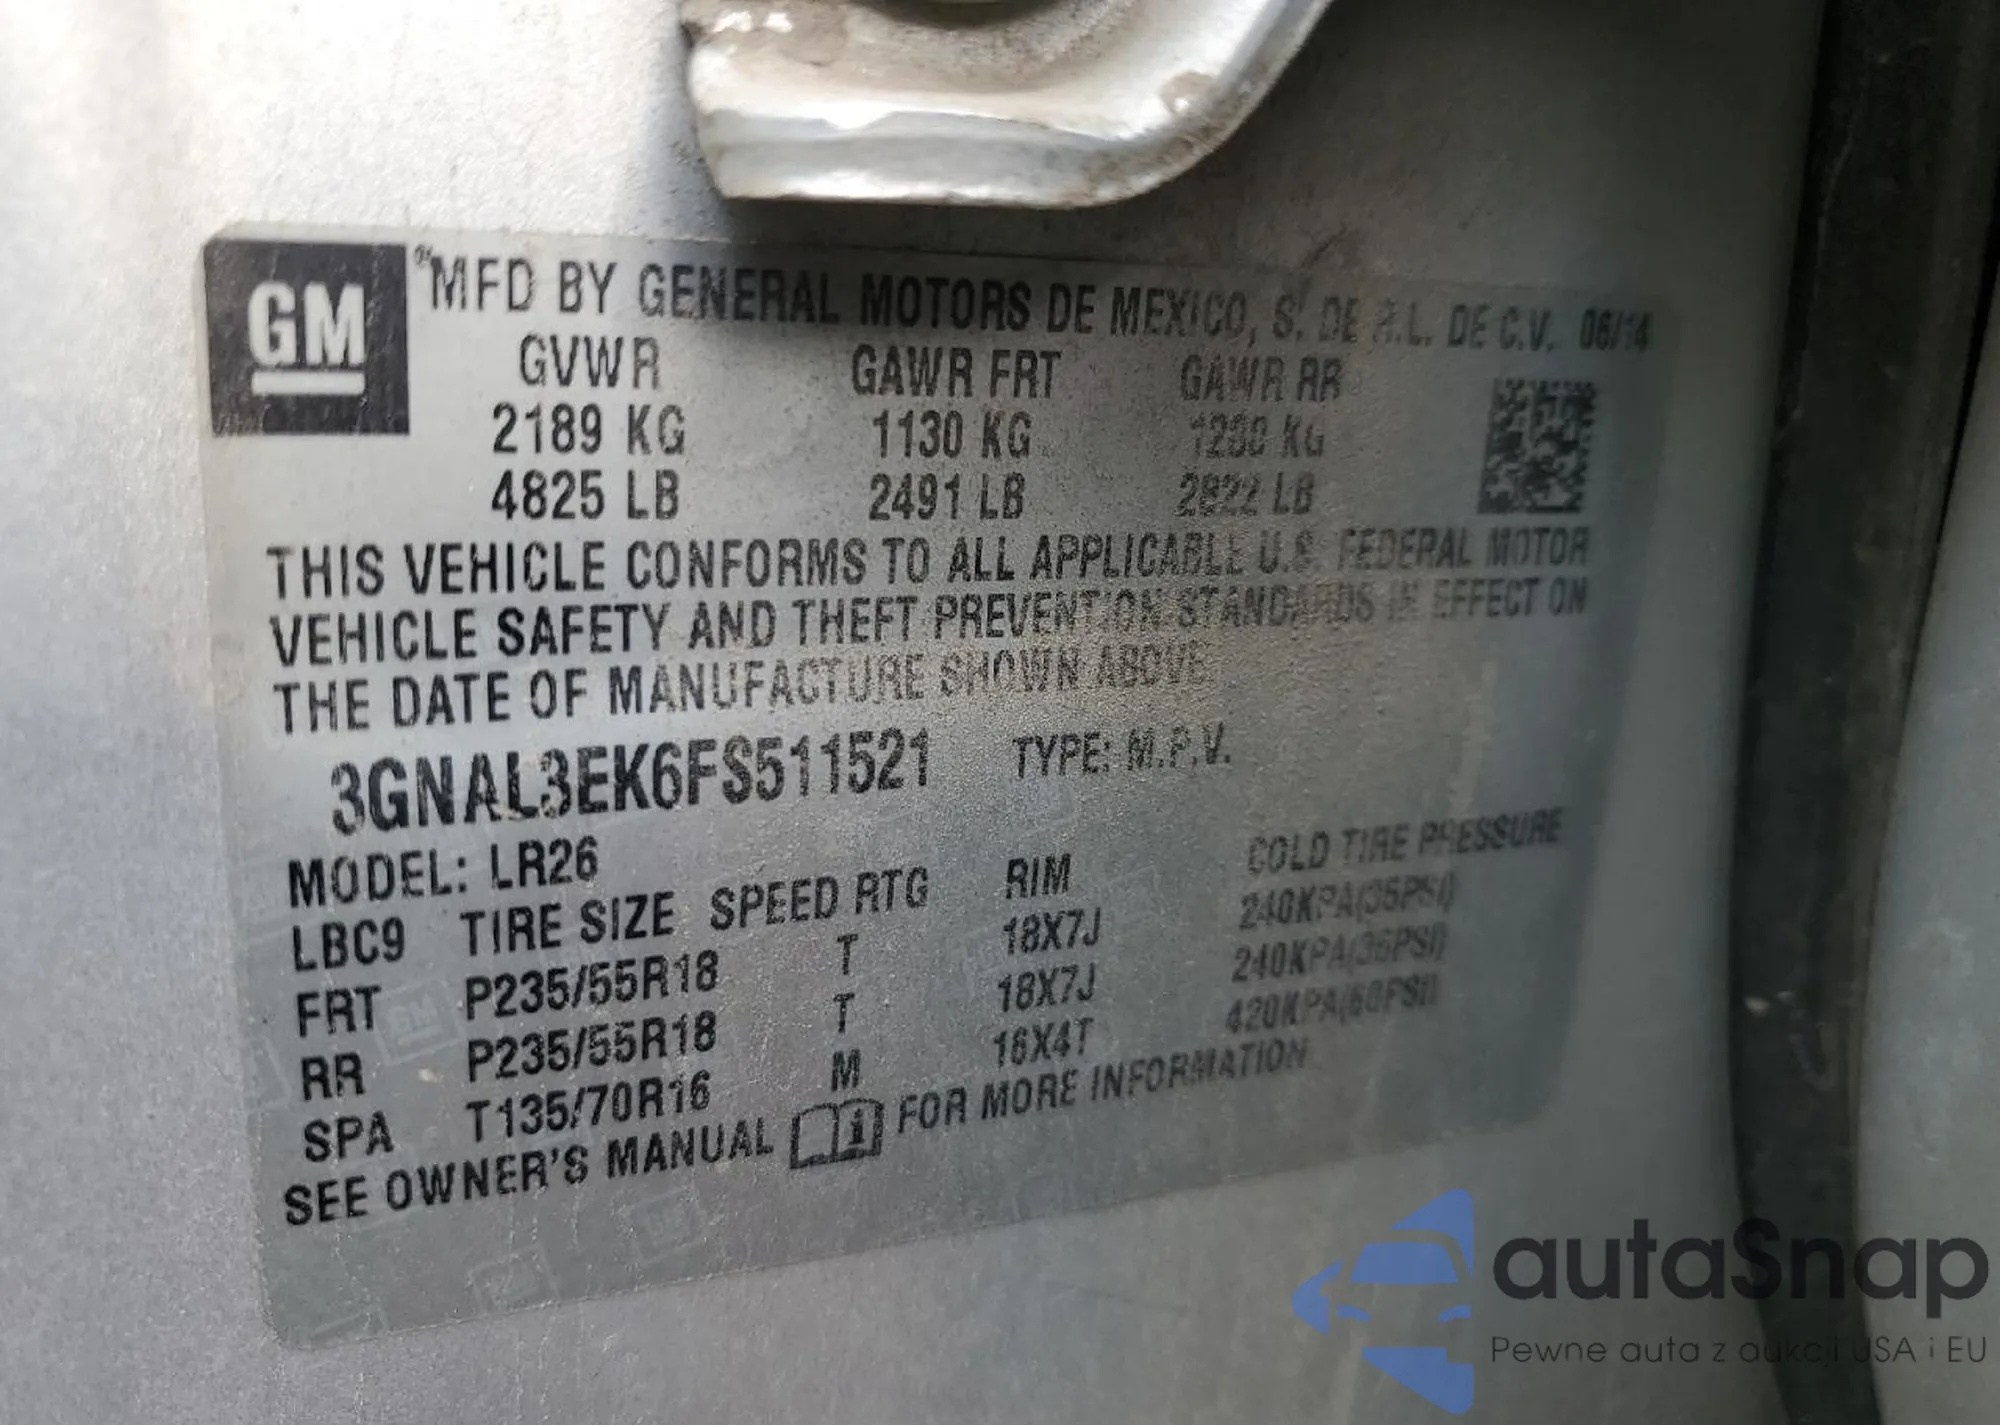 GM
MFD BY GENERAL MOTORS DE MEXICO, S. DE R.L. DE C.V. 06/14
GVWR GAWR FRT GAWR RR
2189 KG 1130 KG 1280 KG
4825 LB 2491 LB 2822 LB
THIS VEHICLE CONFORMS TO ALL APPLICABLE U.S. FEDERAL MOTOR
VEHICLE SAFETY AND THEFT PREVENTION STANDARDS IN EFFECT ON
THE DATE OF MANUFACTURE SHOWN ABOVE
3GNAL3EK6FS511521 TYPE: M.P.V.
MODEL: LR26
LBC9 TIRE SIZE SPEED RTG RIM COLD TIRE PRESSURE
FRT P235/55R18 T 18X7J 240KPA(35PSI)
RR P235/55R18 T 18X7J 240KPA(35PSI)
SPA T135/70R16 M 16X4T 420KPA(60PSI)
SEE OWNER'S MANUAL FOR MORE INFORMATION
autaSnap
Pewne auta z aukcji USA i EU